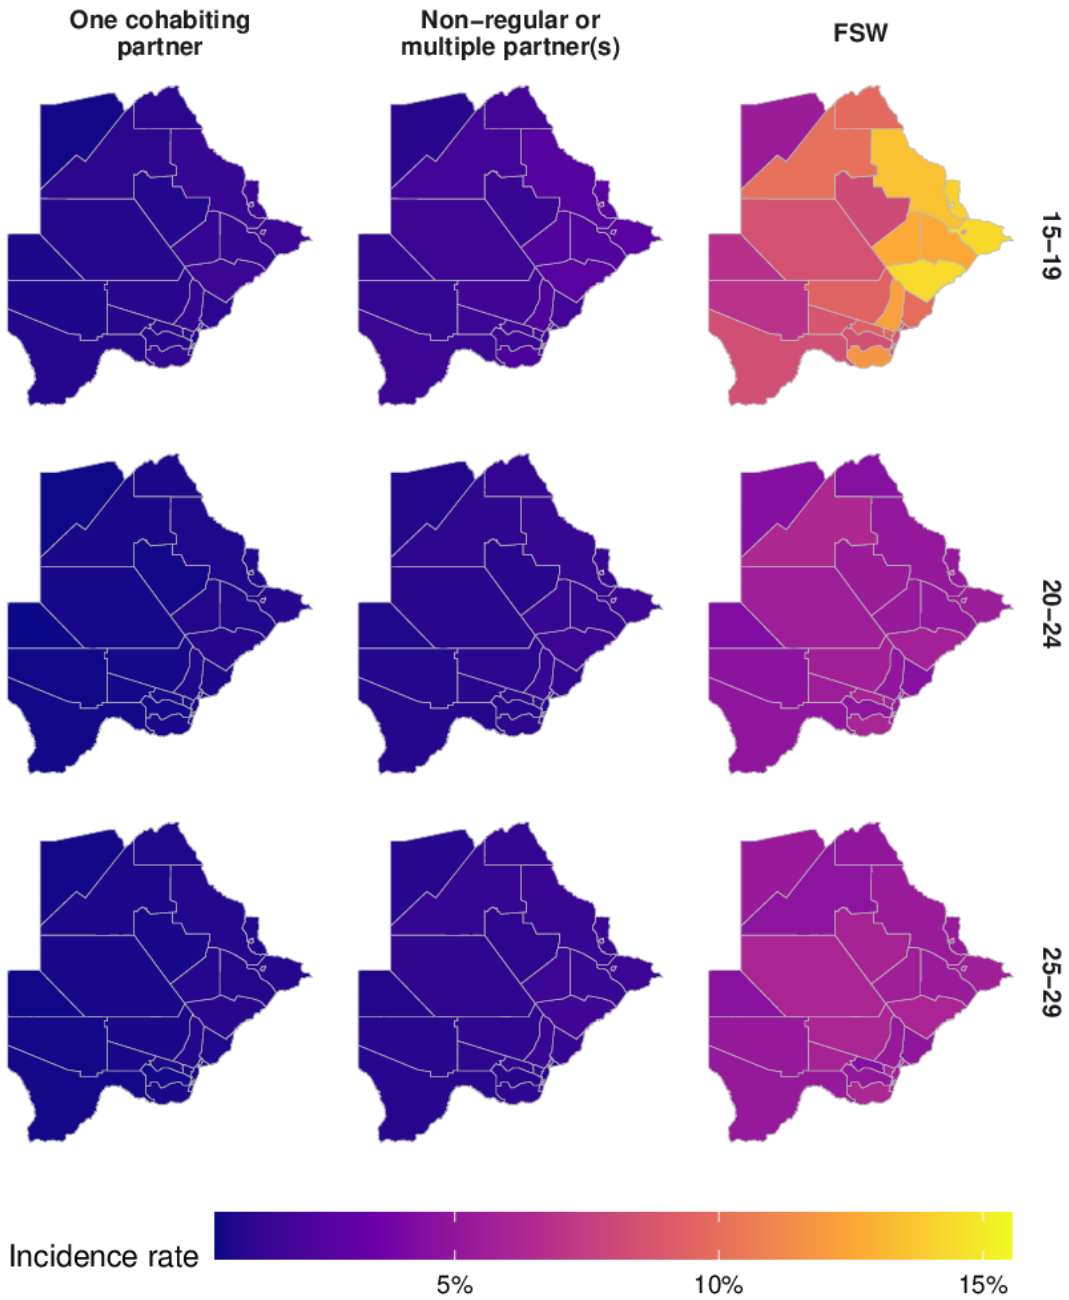 One cohabiting
partner
Non−regular or
multiple partner(s)
FSW
15−19
20−24
25−29
Incidence rate
5%
10%
15%